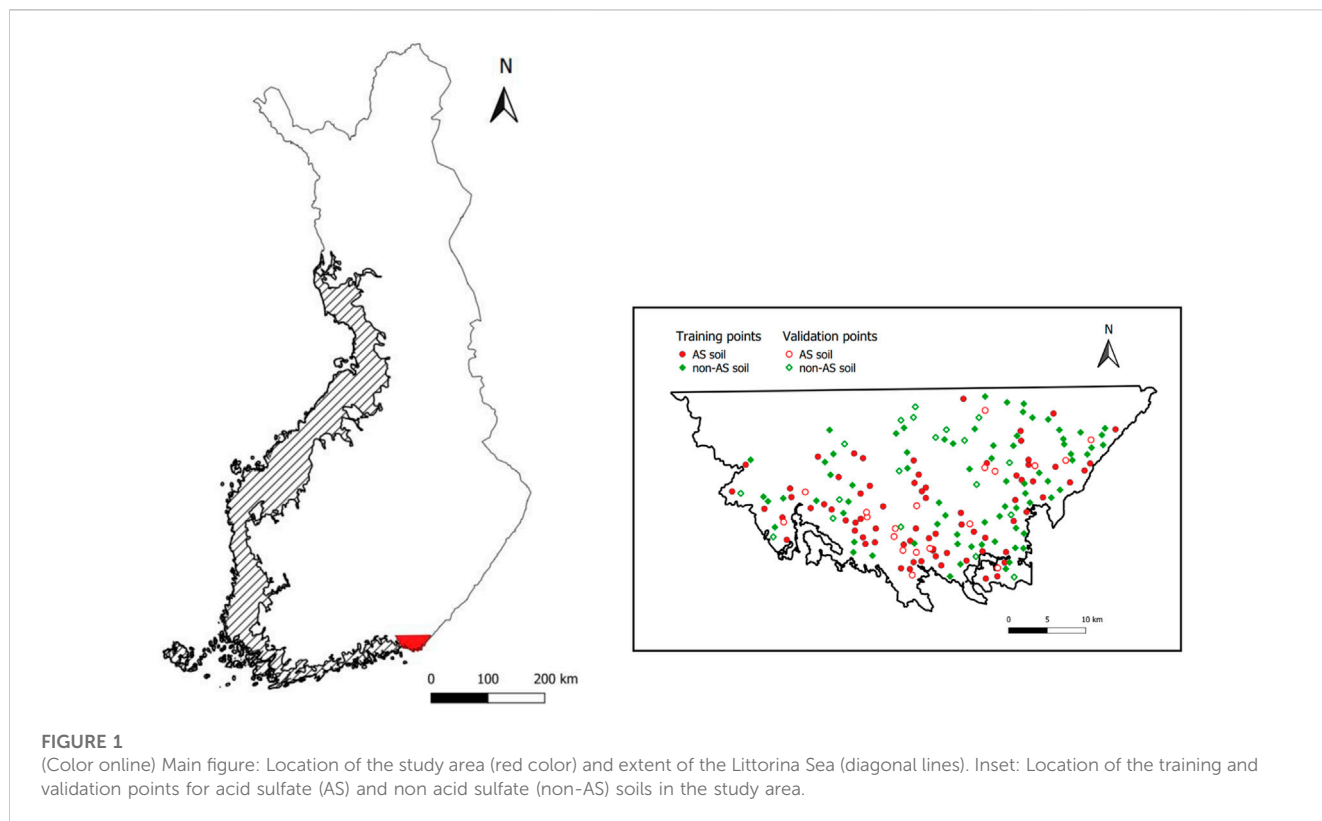 N
0 100 200 km
Training points Validation points
AS soil AS soil
non-AS soil non-AS soil
N
0 5 10 km
FIGURE 1
(Color online) Main figure: Location of the study area (red color) and extent of the Littorina Sea (diagonal lines). Inset: Location of the training and
validation points for acid sulfate (AS) and non acid sulfate (non-AS) soils in the study area.